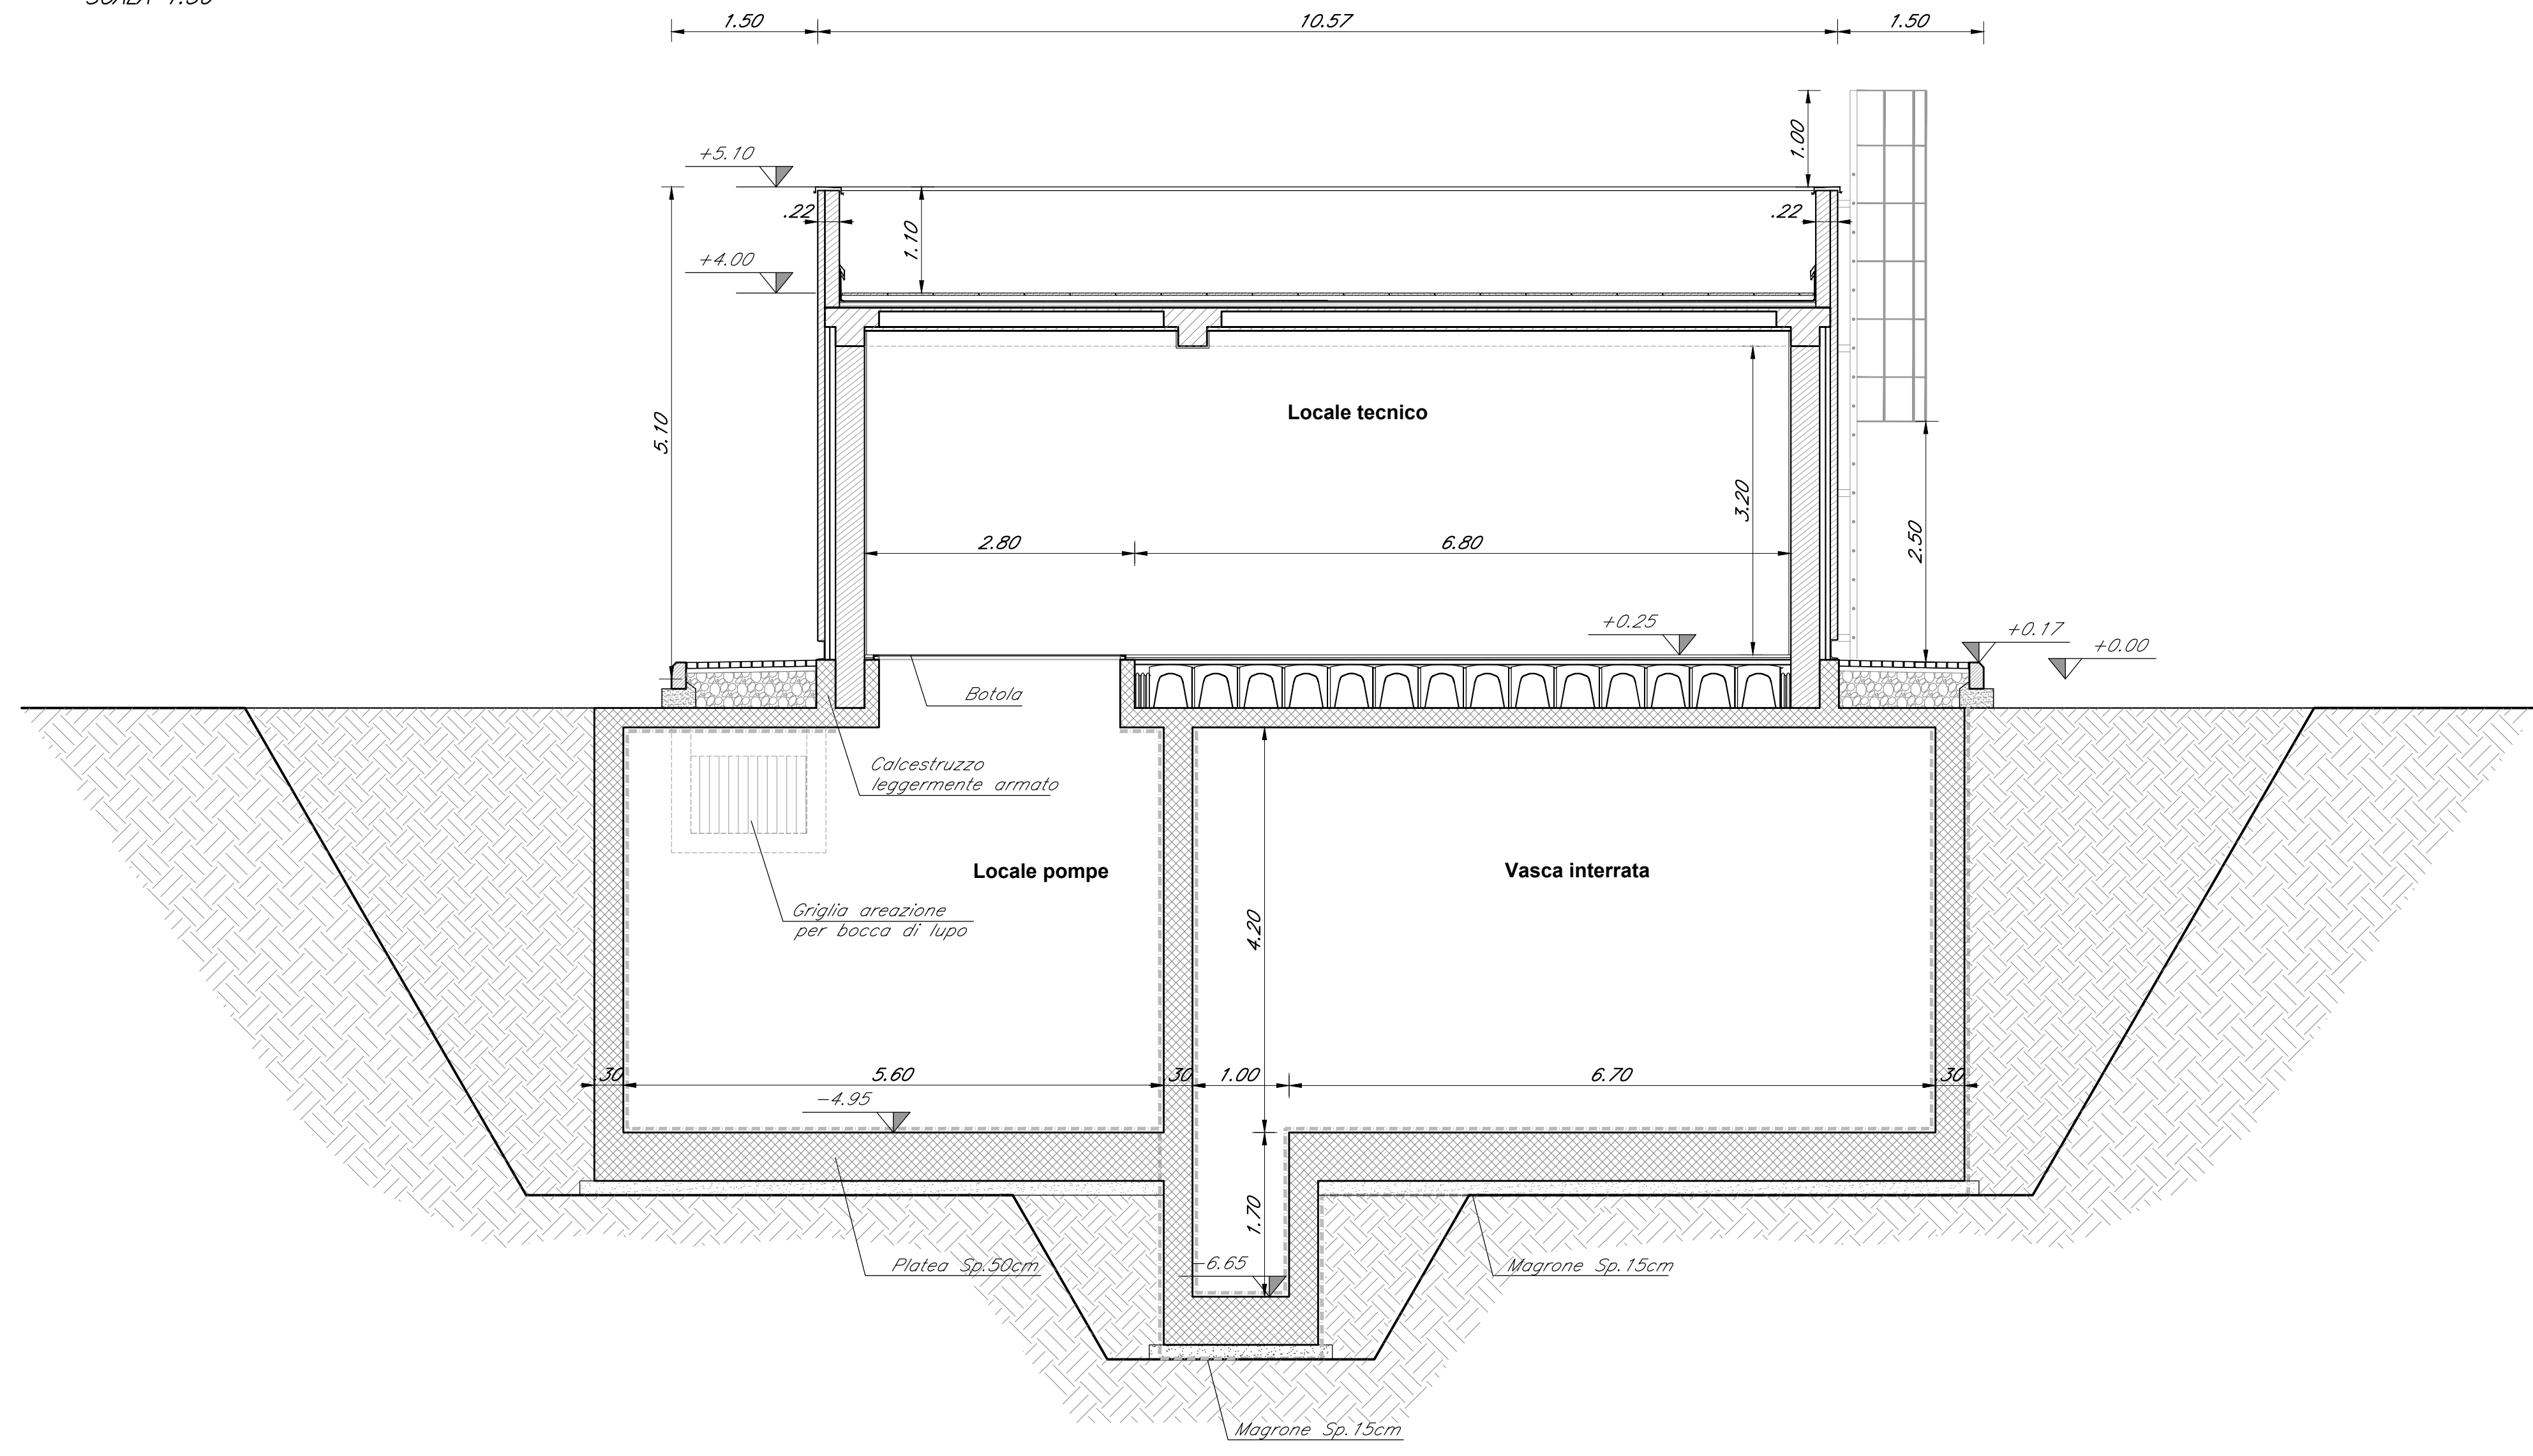 SCALA 1:50
1.50
10.57
1.50
1.00
+5.10
.22
.22
1.10
+4.00
5.10
Locale tecnico
3.20
2.80
6.80
2.50
+0.25
+0.17
+0.00
Botola
Calcestruzzo
leggermente armato
Locale pompe
Vasca interrata
Griglia areazione
per bocca di lupo
4.20
.30
5.60
.30
1.00
6.70
.30
-4.95
1.70
-6.65
Platea Sp.50cm
Magrone Sp.15cm
Magrone Sp.15cm